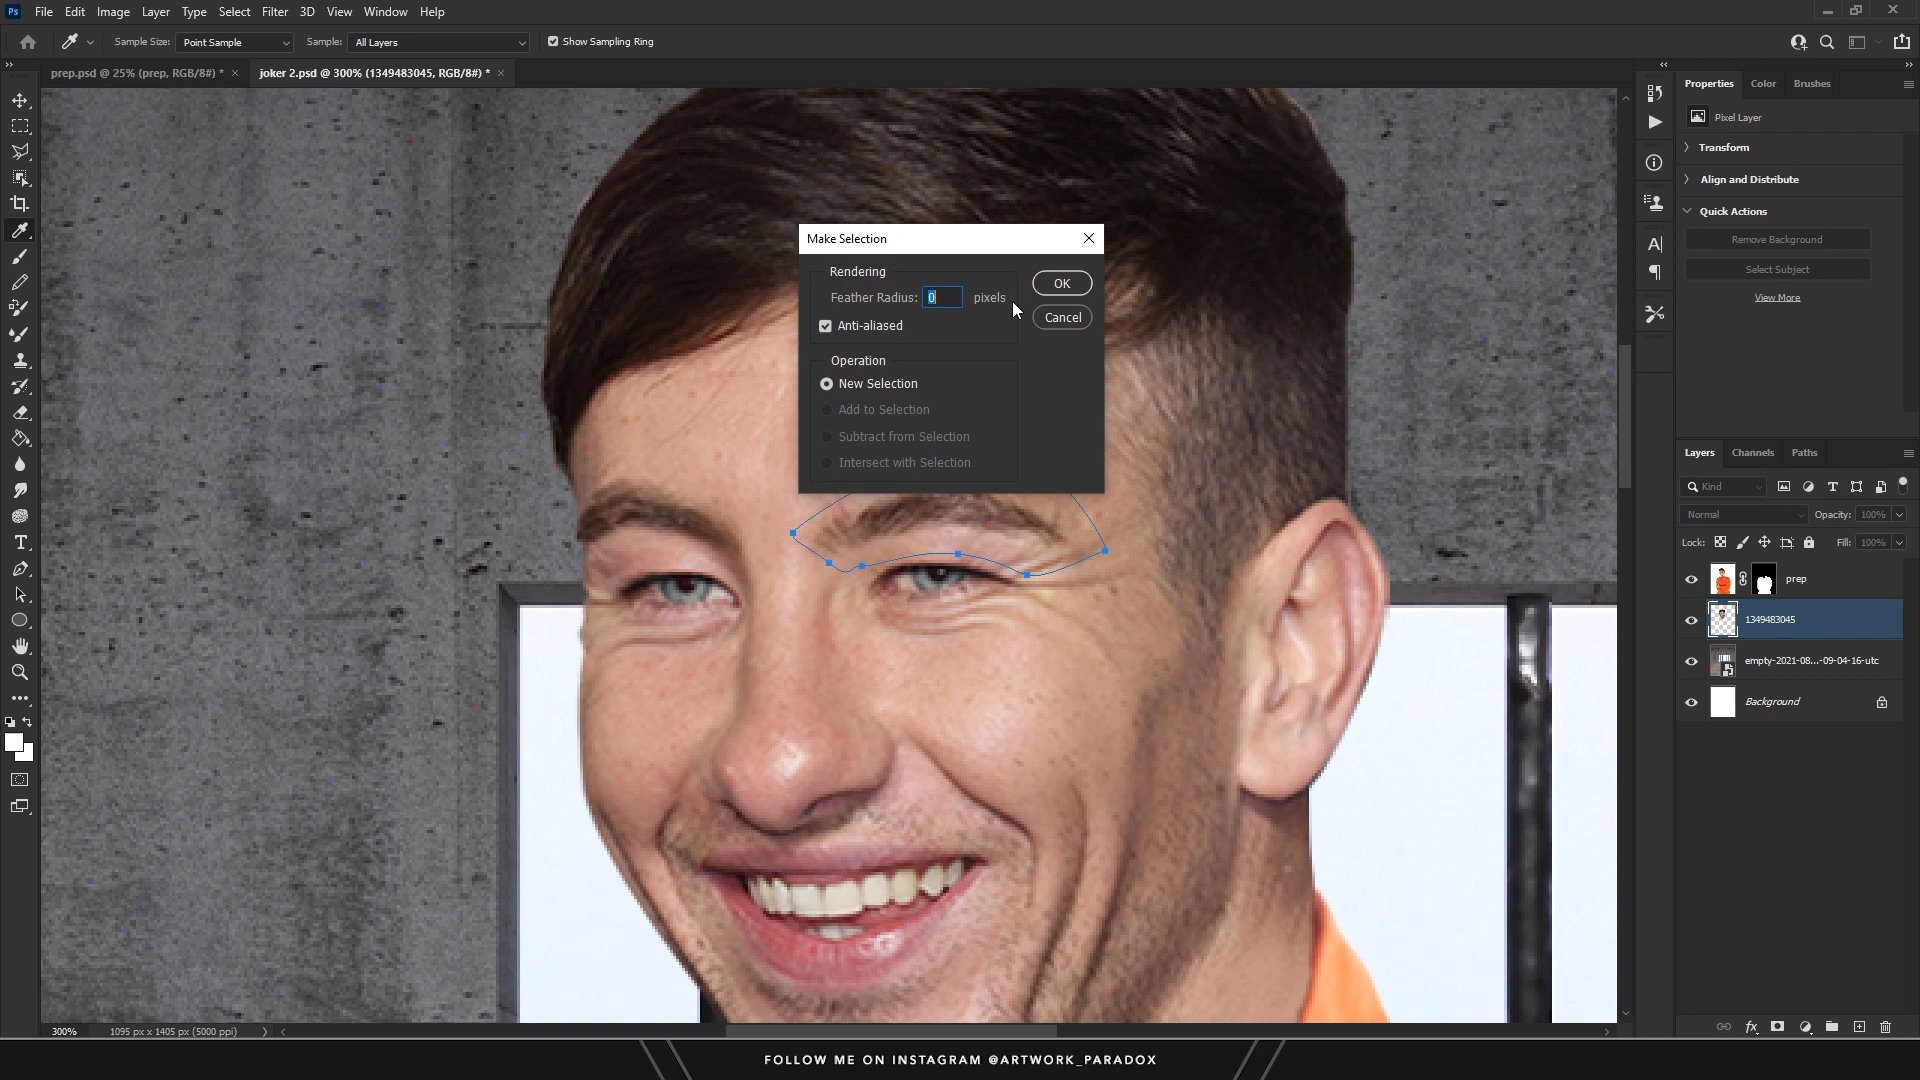 Ps File Edit Image Layer Type Select Filter 3D View Window Help
Sample Size: Point Sample Sample: All Layers Show Sampling Ring
prep.psd @ 25% (prep, RGB/8#) * × joker 2.psd @ 300% (1349483045, RGB/8#) * ×
Properties Color Brushes
Pixel Layer
Transform
Align and Distribute
Quick Actions
Remove Background
Select Subject
View More
Make Selection
Rendering
Feather Radius: 0 pixels
Anti-aliased
OK
Cancel
Operation
New Selection
Add to Selection
Subtract from Selection
Intersect with Selection
Layers Channels Paths
Kind
Normal Opacity: 100%
Lock: Fill: 100%
prep
1349483045
empty-2021-08...-09-04-16-utc
Background
300% 1095 px x 1405 px (5000 ppi)
FOLLOW ME ON INSTAGRAM @ARTWORK_PARADOX